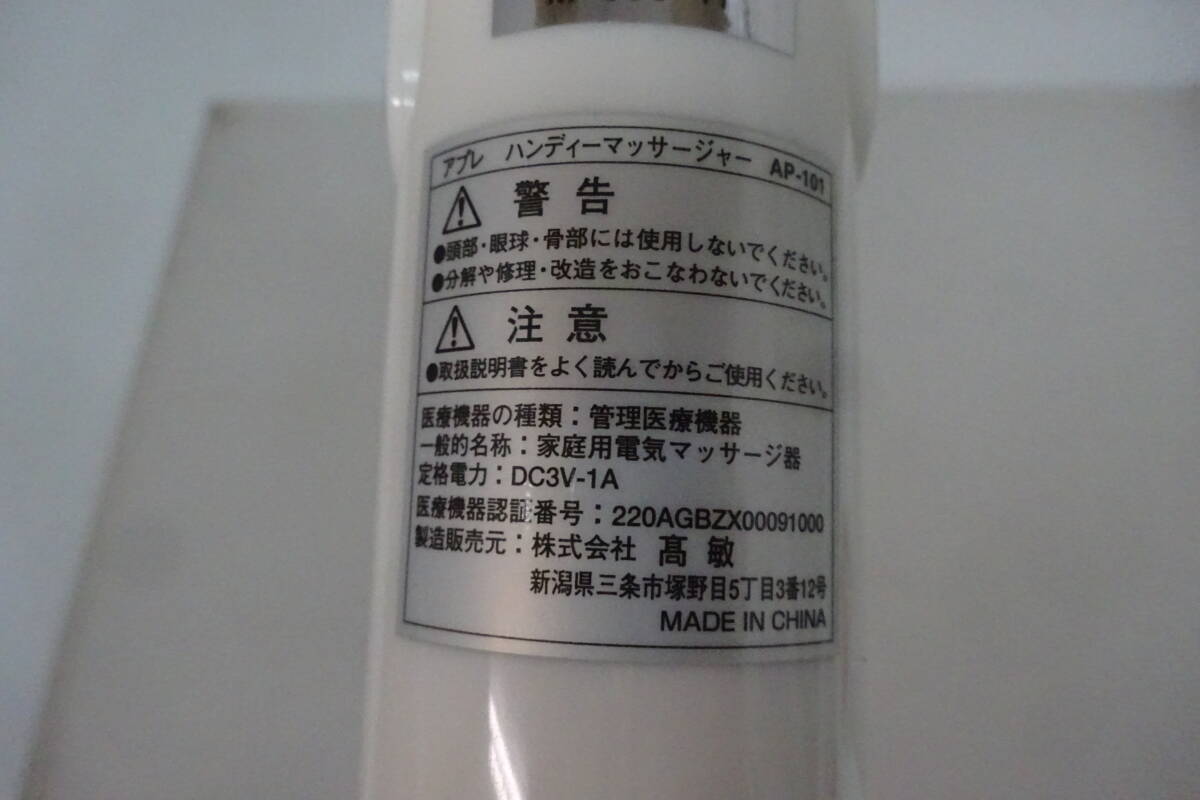 アプレ ハンディーマッサージャー AP-101
警告
●頭部・眼球・骨部には使用しないでください。
●分解や修理・改造をおこなわないでください。
注意
●取扱説明書をよく読んでからご使用ください。
医療機器の種類：管理医療機器
一般的名称：家庭用電気マッサージ器
定格電力：DC3V-1A
医療機器認証番号：220AGBZX00091000
製造販売元：株式会社 髙敏
新潟県三条市塚野目5丁目3番12号
MADE IN CHINA